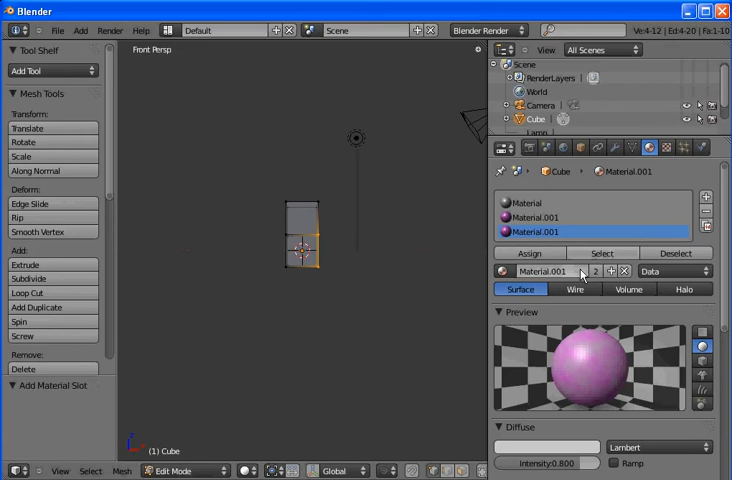 Blender
File Add Render Help Default Scene Blender Render Ve:4-12 | Ed:4-20 | Fa:1-10
Tool Shelf
Add Tool
Mesh Tools
Transform:
Translate
Rotate
Scale
Along Normal
Deform:
Edge Slide
Rip
Smooth Vertex
Add:
Extrude
Subdivide
Loop Cut
Add Duplicate
Spin
Screw
Remove:
Delete
Add Material Slot
Front Persp
(1) Cube
View Select Mesh Edit Mode Global
View All Scenes
Scene
RenderLayers
World
Camera
Cube
Lamp
Cube Material.001
Material
Material.001
Material.001
Assign Select Deselect
Material.001 2 Data
Surface Wire Volume Halo
Preview
Diffuse
Lambert
Intensity:0.800 Ramp